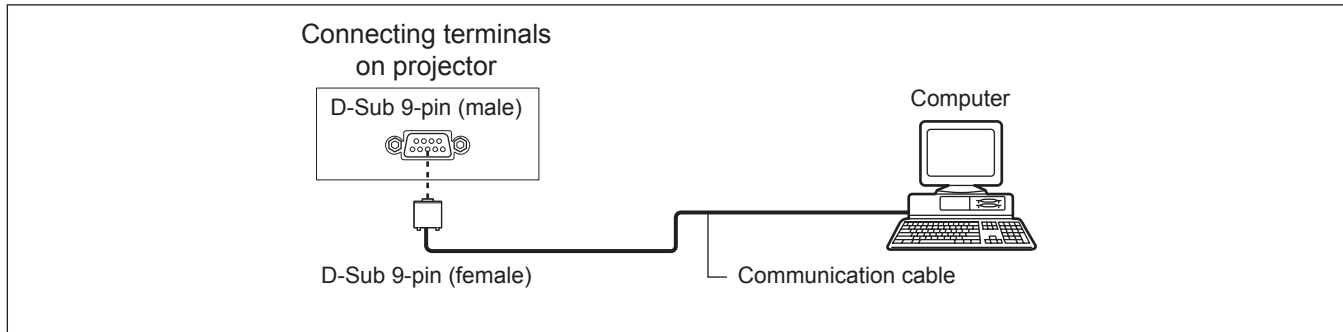 Connecting terminals
on projector
D-Sub 9-pin (male)
Computer
D-Sub 9-pin (female)
Communication cable